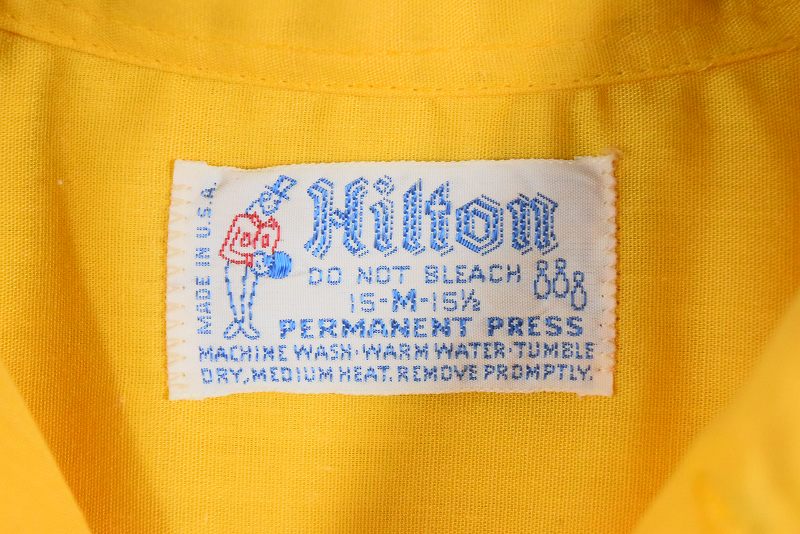 MADE IN U.S.A.
Hilton
DO NOT BLEACH
15-M-15½
PERMANENT PRESS
MACHINE WASH·WARM WATER·TUMBLE
DRY, MEDIUM HEAT. REMOVE PROMPTLY.